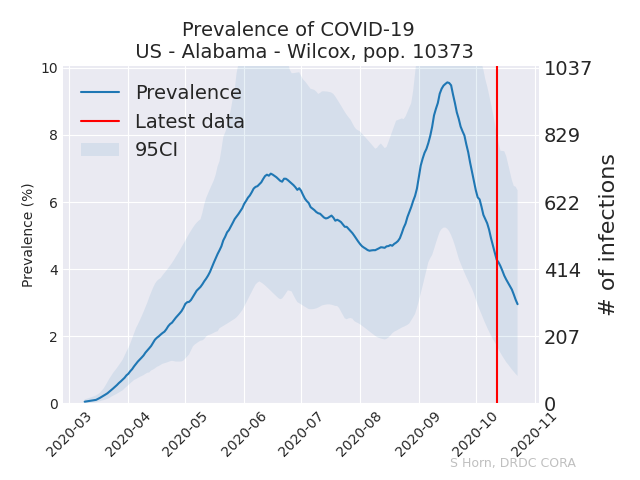 Prevalence of COVID-19
US - Alabama - Wilcox, pop. 10373
Prevalence
Latest data
95CI
Prevalence (%)
10
8
6
4
2
0
1037
829
622
414
207
0
# of infections
2020-03
2020-04
2020-05
2020-06
2020-07
2020-08
2020-09
2020-10
2020-11
S Horn, DRDC CORA